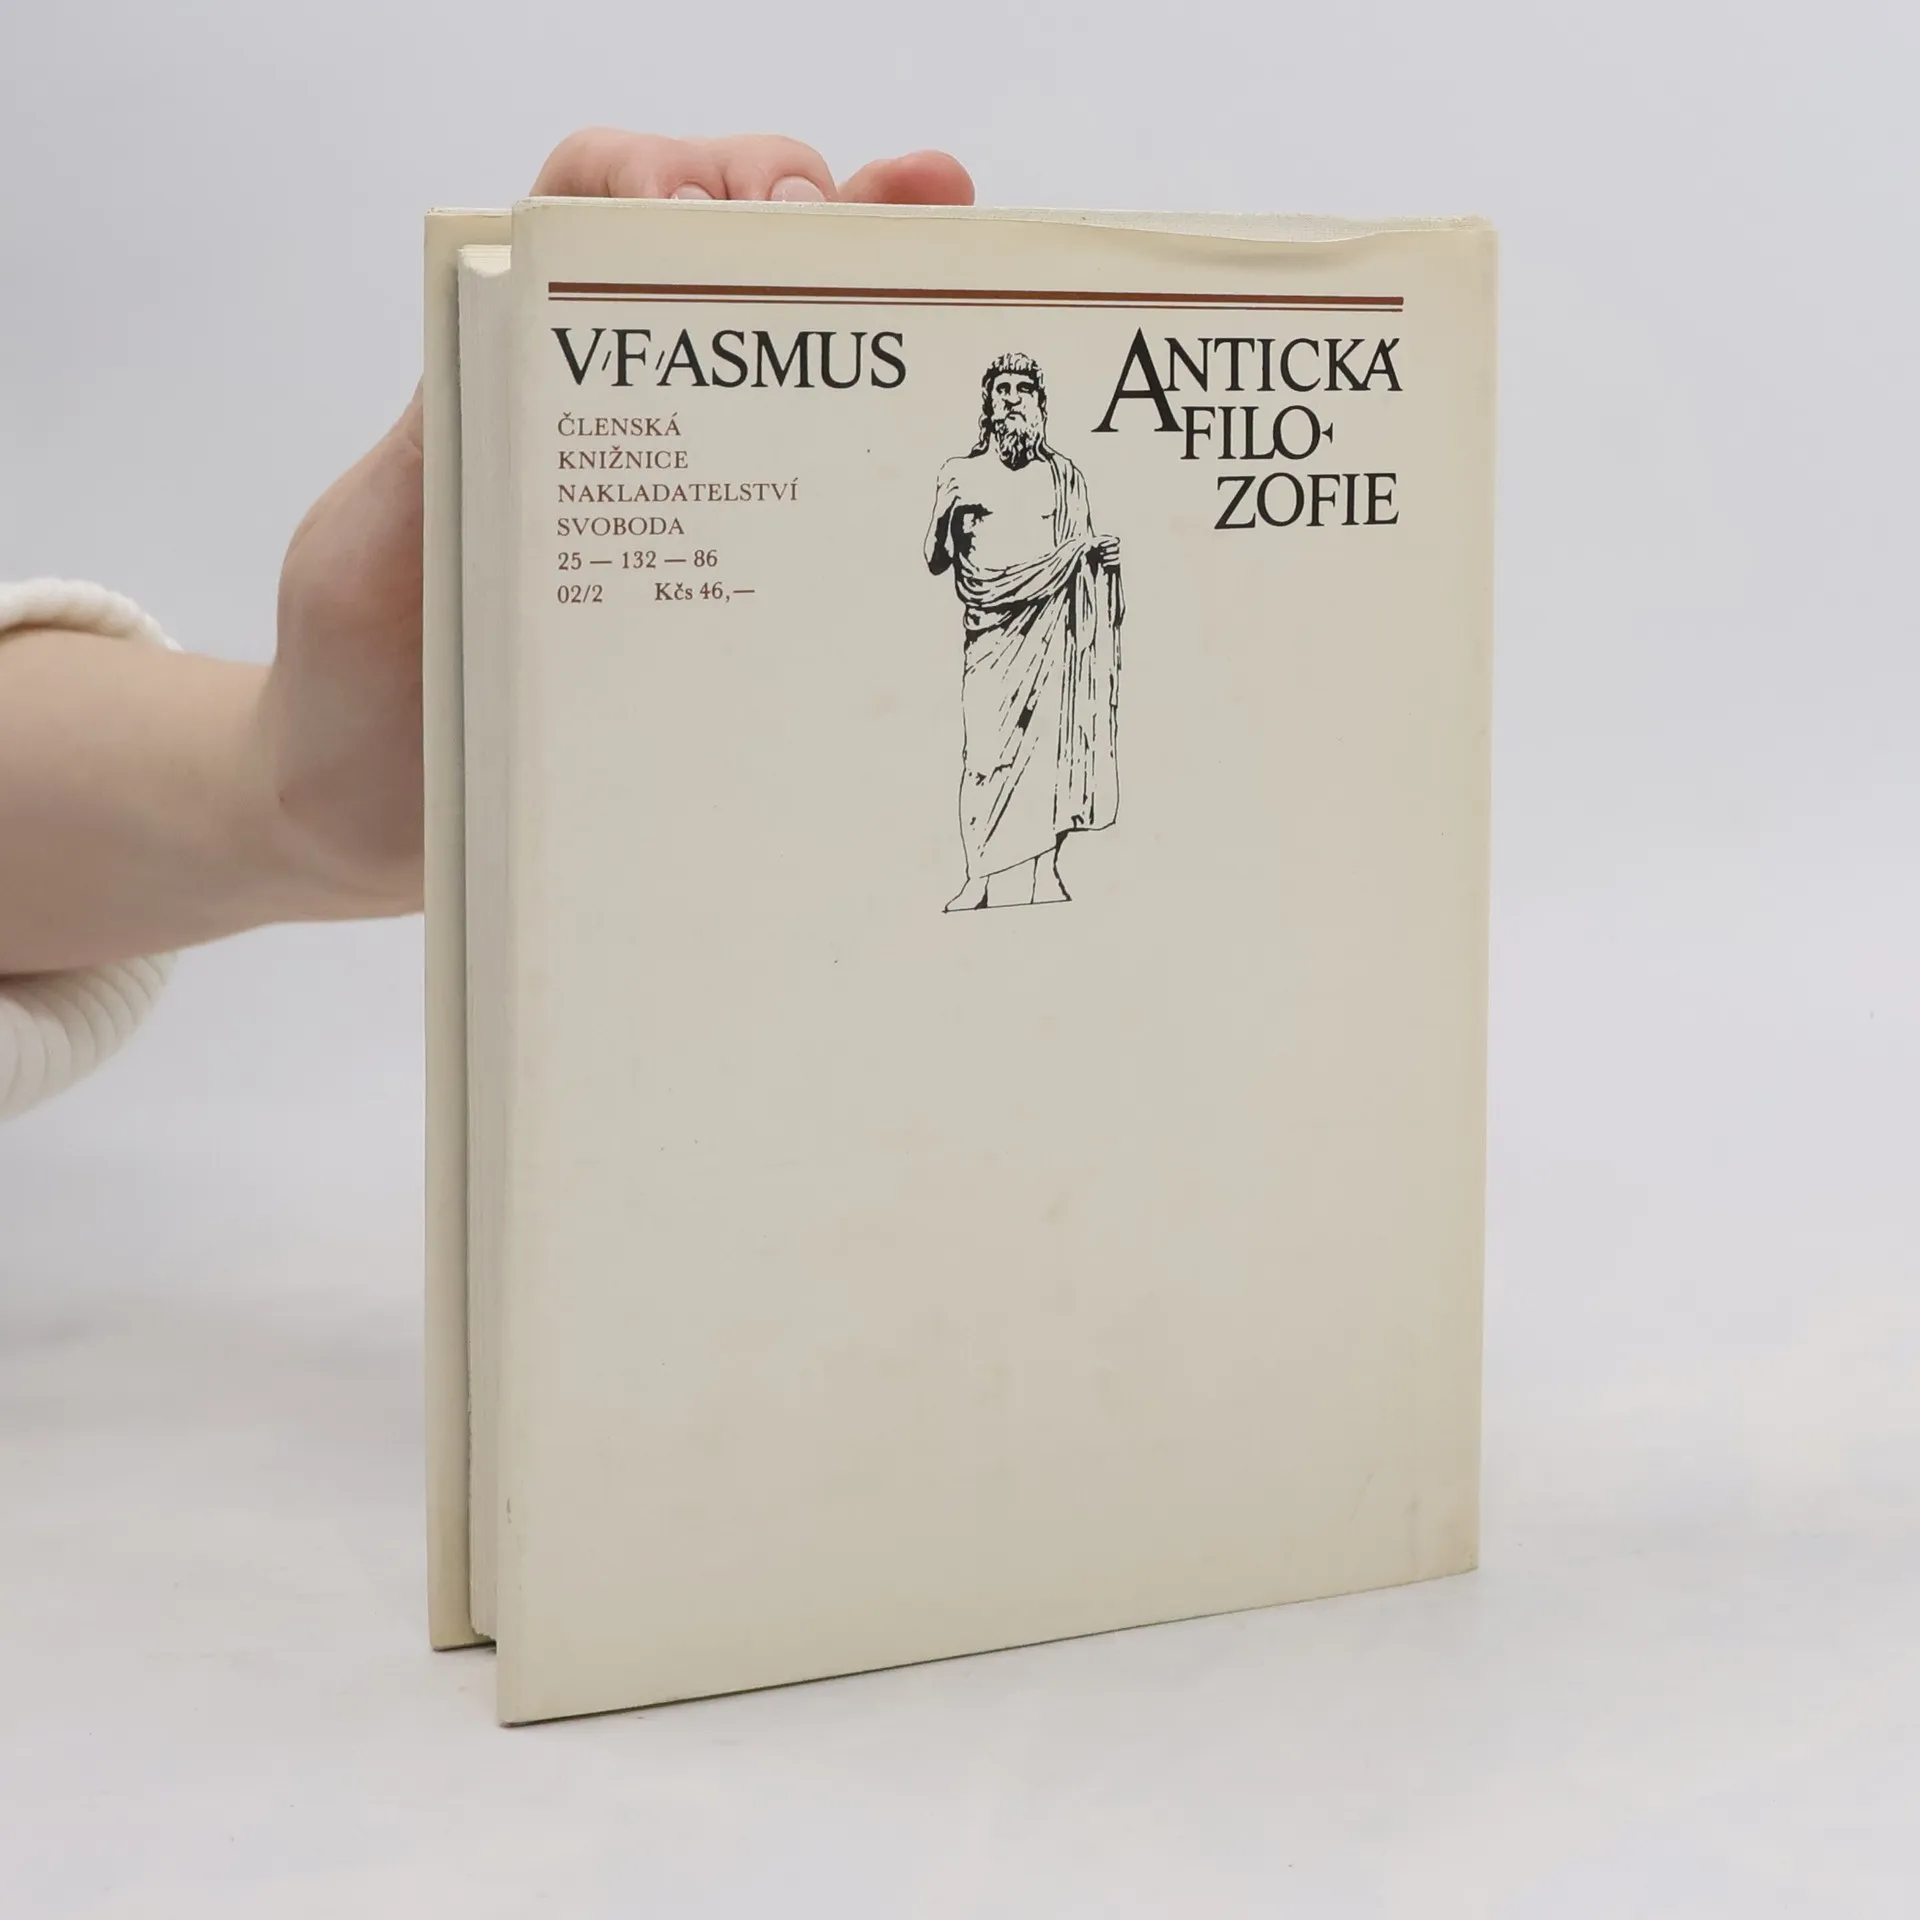 V/F/ASMUS
ČLENSKÁ
KNIŽNICE
NAKLADATELSTVÍ
SVOBODA
25 — 132 — 86
02/2 Kčs 46,—
ANTICKÁ
FILO-
ZOFIE